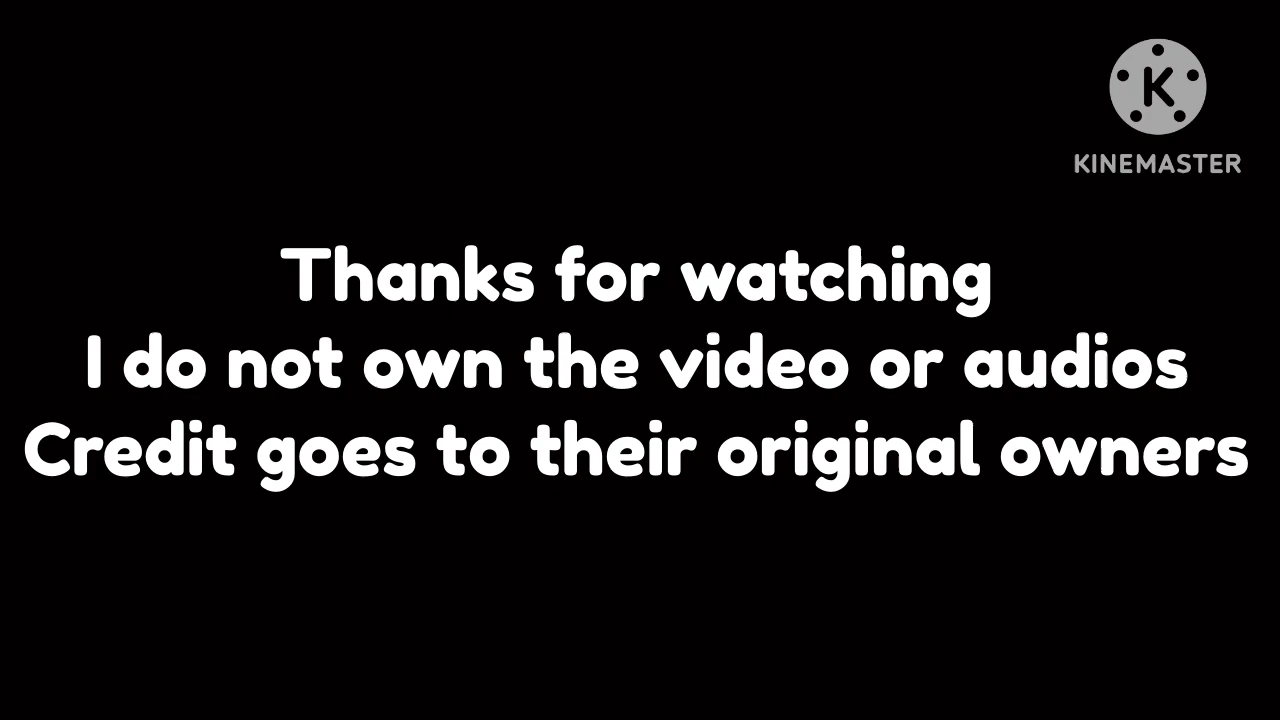 K
KINEMASTER
Thanks for watching
I do not own the video or audios
Credit goes to their original owners